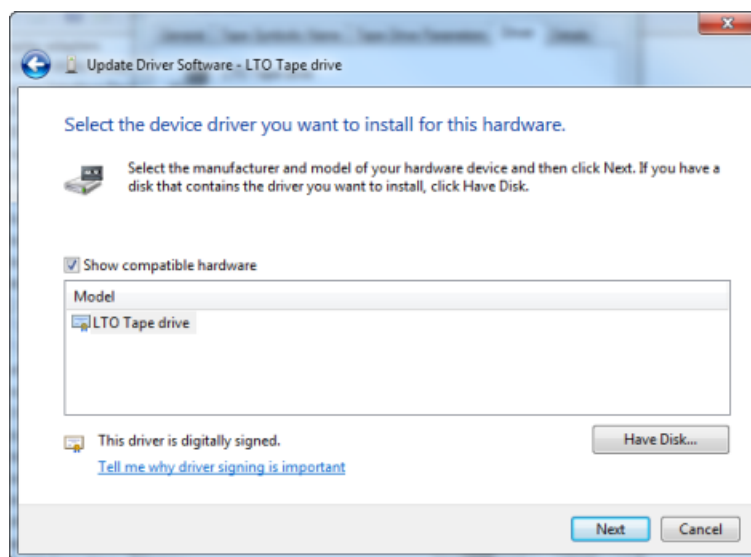 Update Driver Software - LTO Tape drive
Select the device driver you want to install for this hardware.
Select the manufacturer and model of your hardware device and then click Next. If you have a
disk that contains the driver you want to install, click Have Disk.
Show compatible hardware
Model
LTO Tape drive
This driver is digitally signed.
Have Disk...
Tell me why driver signing is important
Next
Cancel